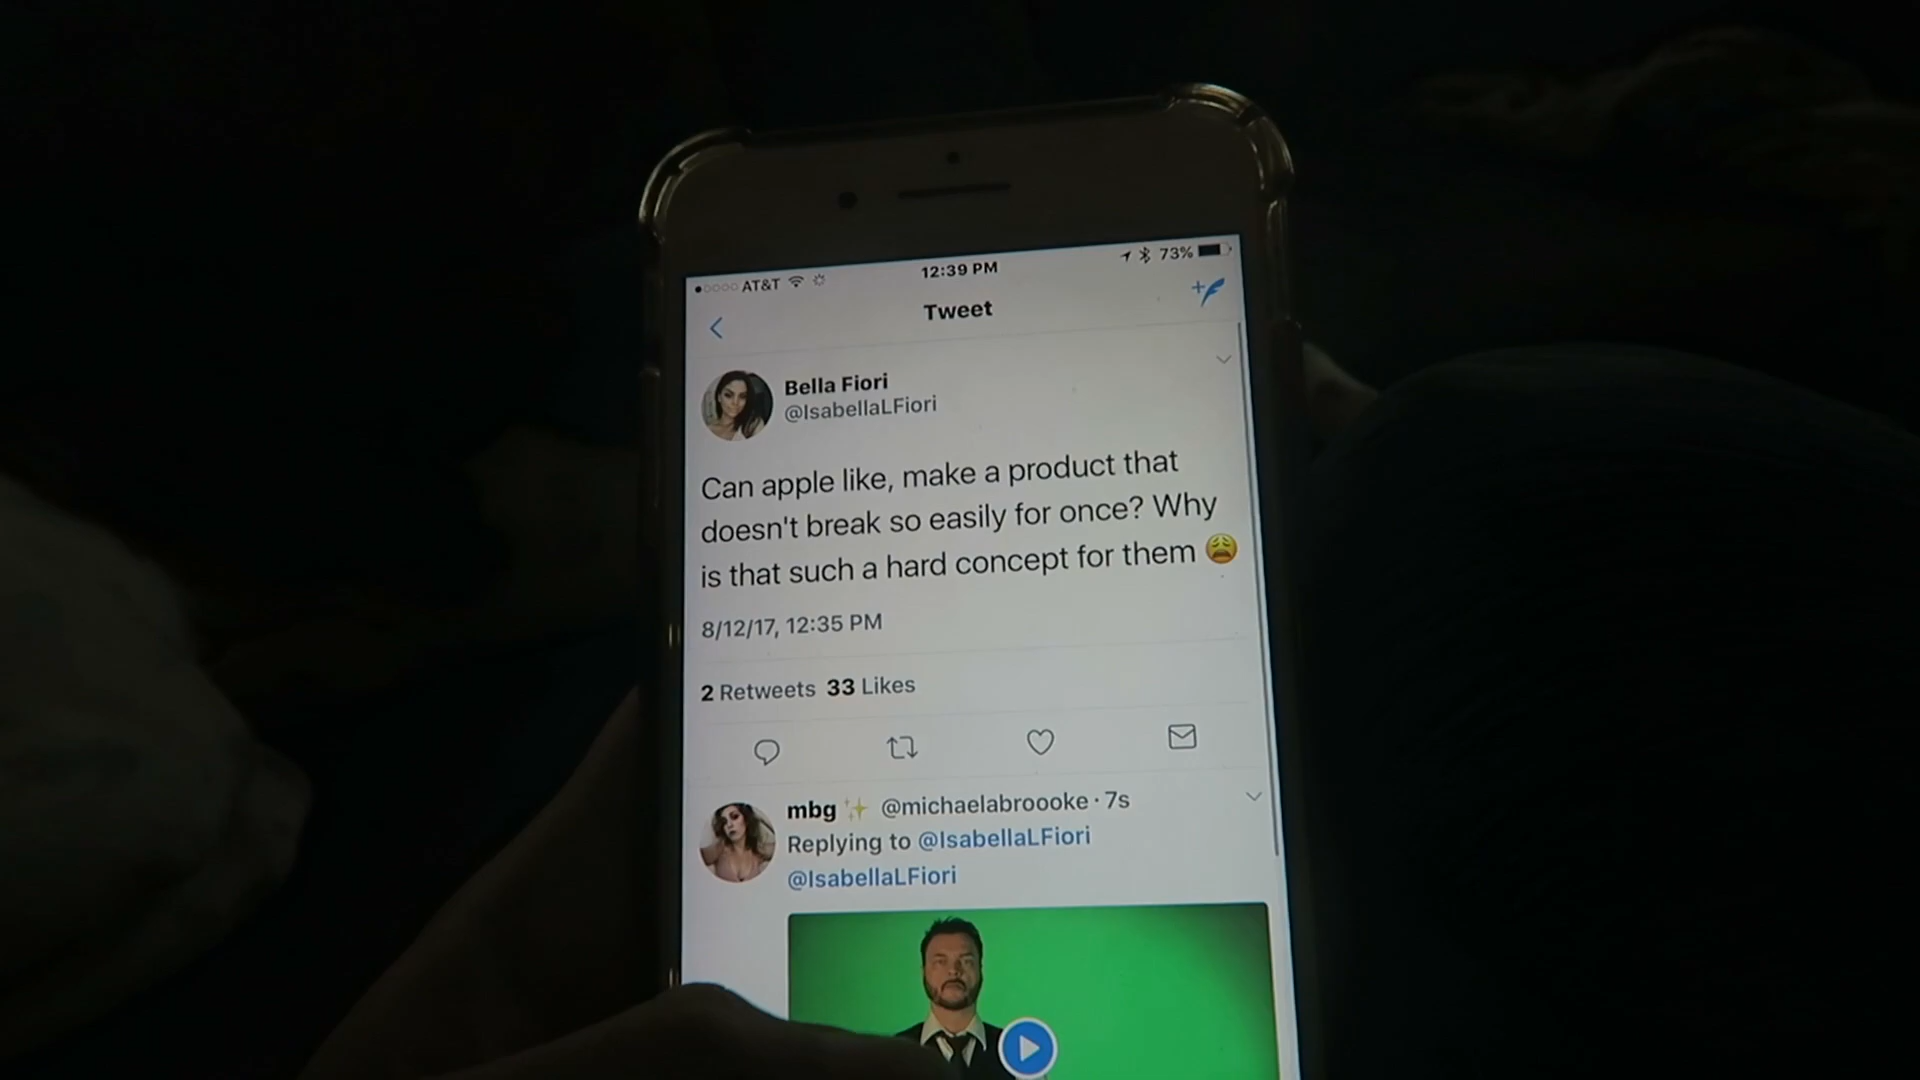 AT&T 12:39 PM 73%
Tweet
Bella Fiori
@IsabellaLFiori
Can apple like, make a product that
doesn't break so easily for once? Why
is that such a hard concept for them 😩
8/12/17, 12:35 PM
2 Retweets 33 Likes
mbg ✨ @michaelabroooke · 7s
Replying to @IsabellaLFiori
@IsabellaLFiori